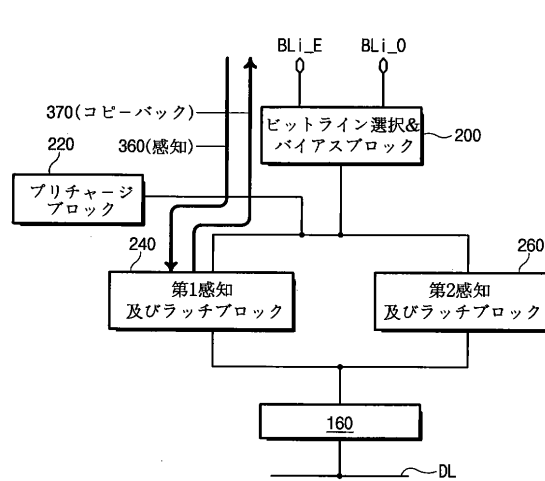 BLi_E
BLi_O
370(コピーバック)
360(感知)
ビットライン選択&
バイアスブロック
200
220
プリチャージ
ブロック
240
第1感知
及びラッチブロック
260
第2感知
及びラッチブロック
160
DL